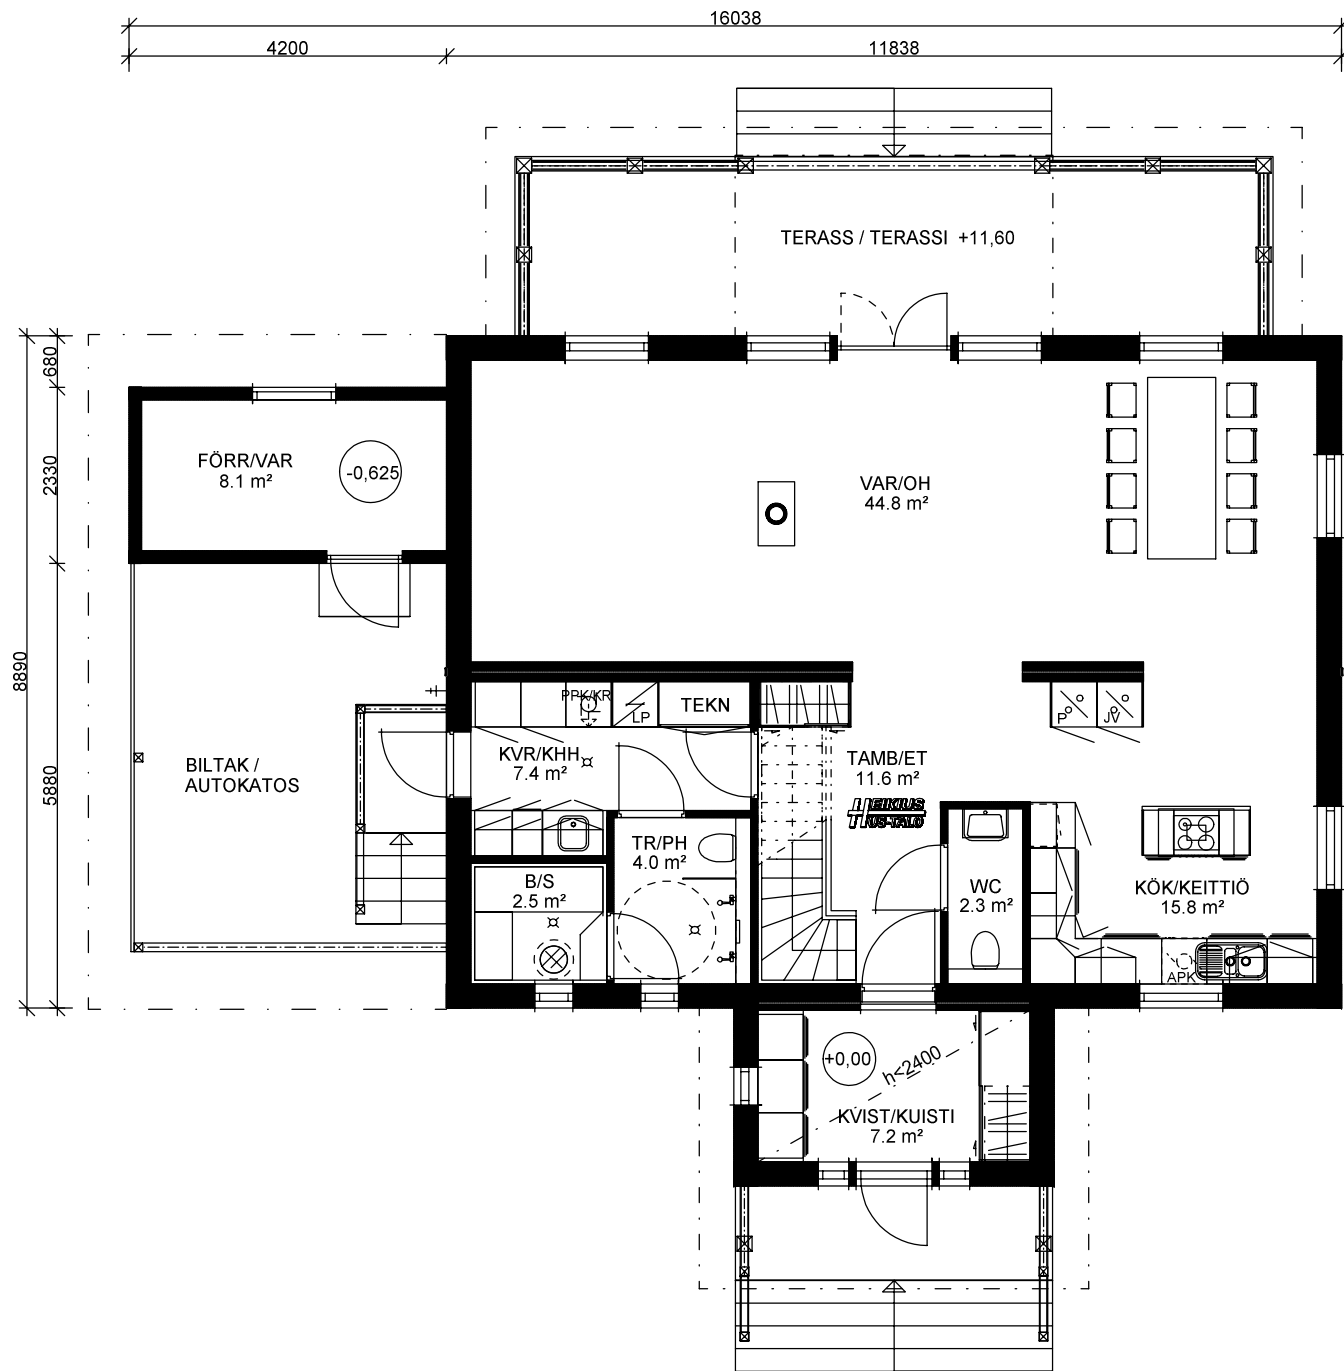 16038
4200
11838
TERASS / TERASSI +11,60
680
2330
8890
5880
FÖRR/VAR
8.1 m²
-0,625
VAR/OH
44.8 m²
PPK/KR
LP
TEKN
P
JV
KVR/KHH
7.4 m²
TAMB/ET
11.6 m²
HEIKIUS
HUS-TALO
BILTAK /
AUTOKATOS
TR/PH
4.0 m²
B/S
2.5 m²
WC
2.3 m²
KÖK/KEITTIÖ
15.8 m²
APK
+0,00
h<2400
KVIST/KUISTI
7.2 m²